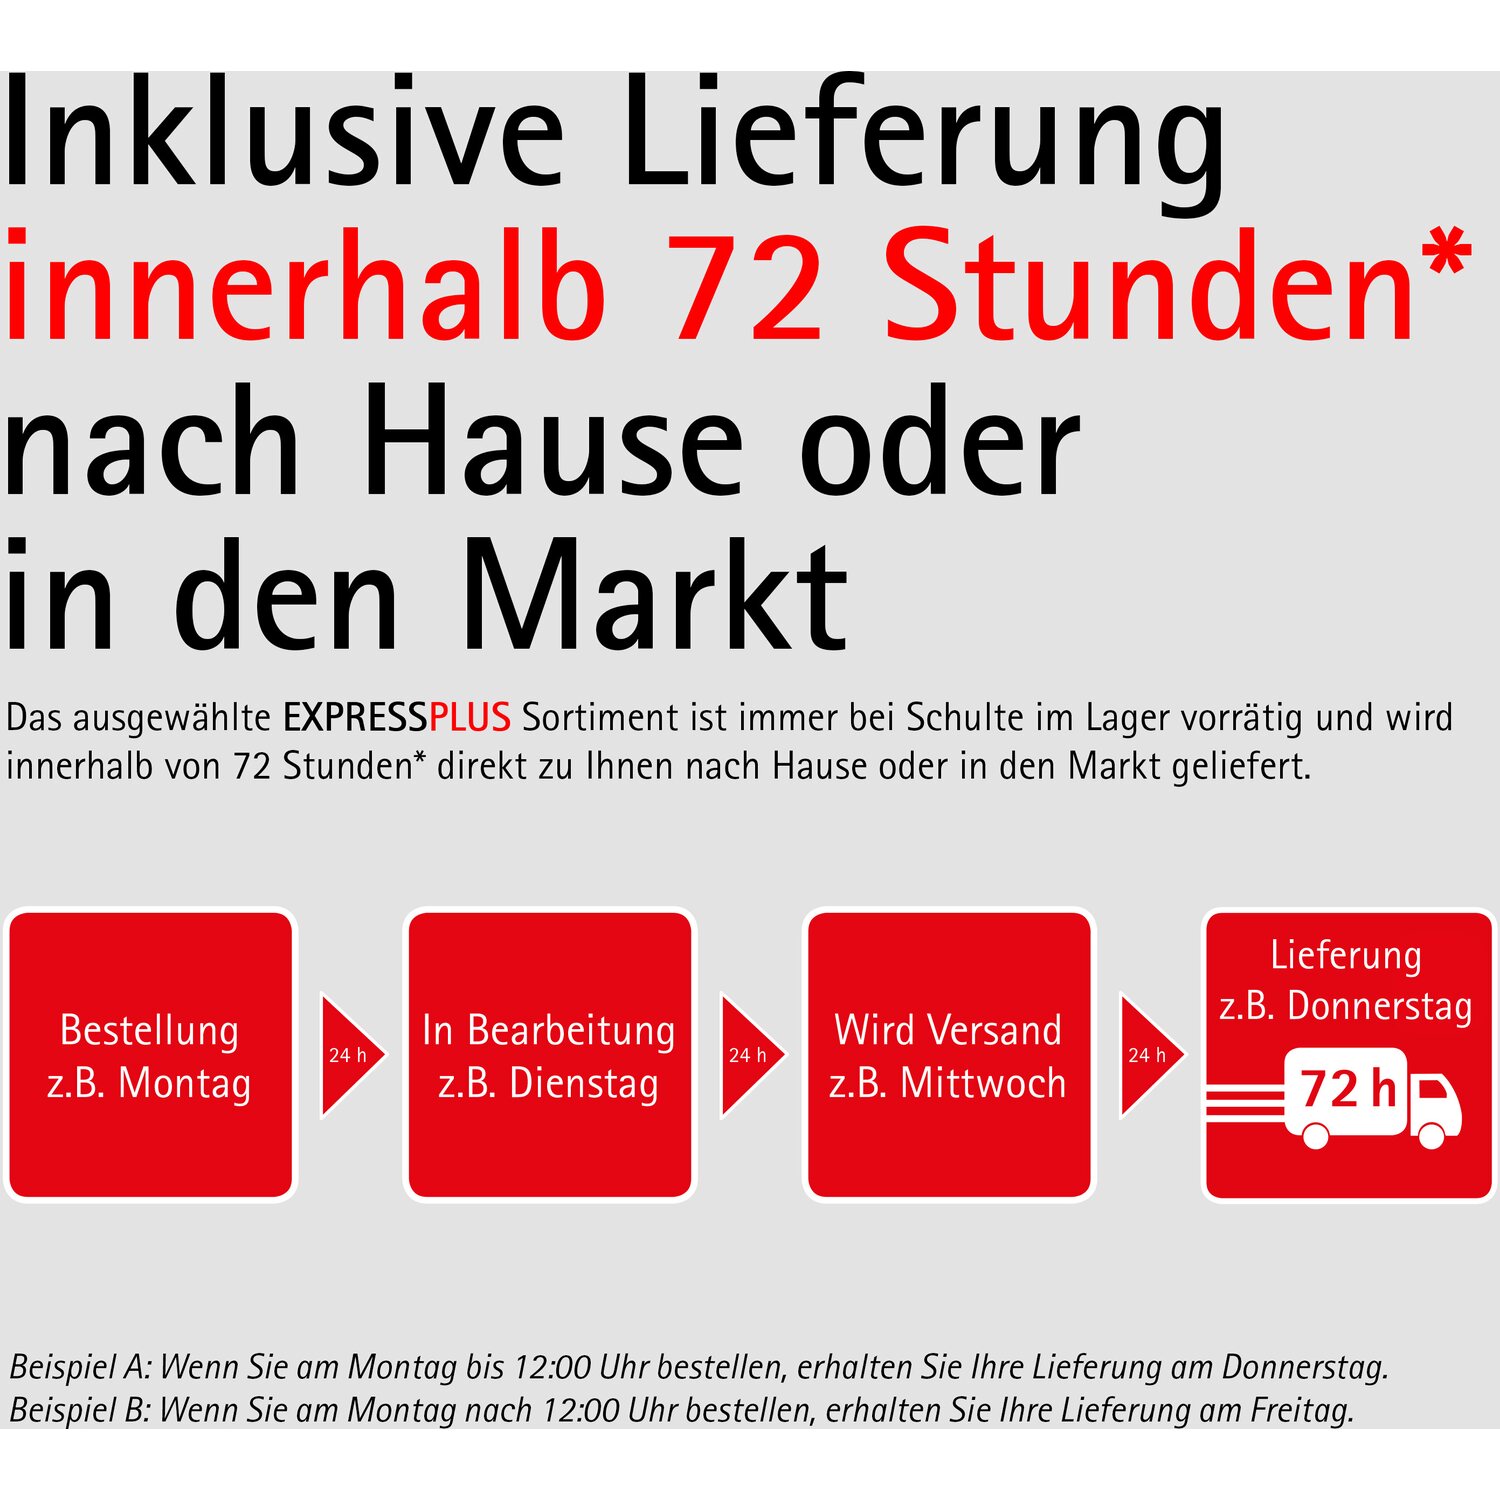 Inklusive Lieferung
innerhalb 72 Stunden*
nach Hause oder
in den Markt
Das ausgewählte EXPRESSPLUS Sortiment ist immer bei Schulte im Lager vorrätig und wird
innerhalb von 72 Stunden* direkt zu Ihnen nach Hause oder in den Markt geliefert.
Bestellung
z.B. Montag
24 h
In Bearbeitung
z.B. Dienstag
24 h
Wird Versand
z.B. Mittwoch
24 h
Lieferung
z.B. Donnerstag
72 h
Beispiel A: Wenn Sie am Montag bis 12:00 Uhr bestellen, erhalten Sie Ihre Lieferung am Donnerstag.
Beispiel B: Wenn Sie am Montag nach 12:00 Uhr bestellen, erhalten Sie Ihre Lieferung am Freitag.